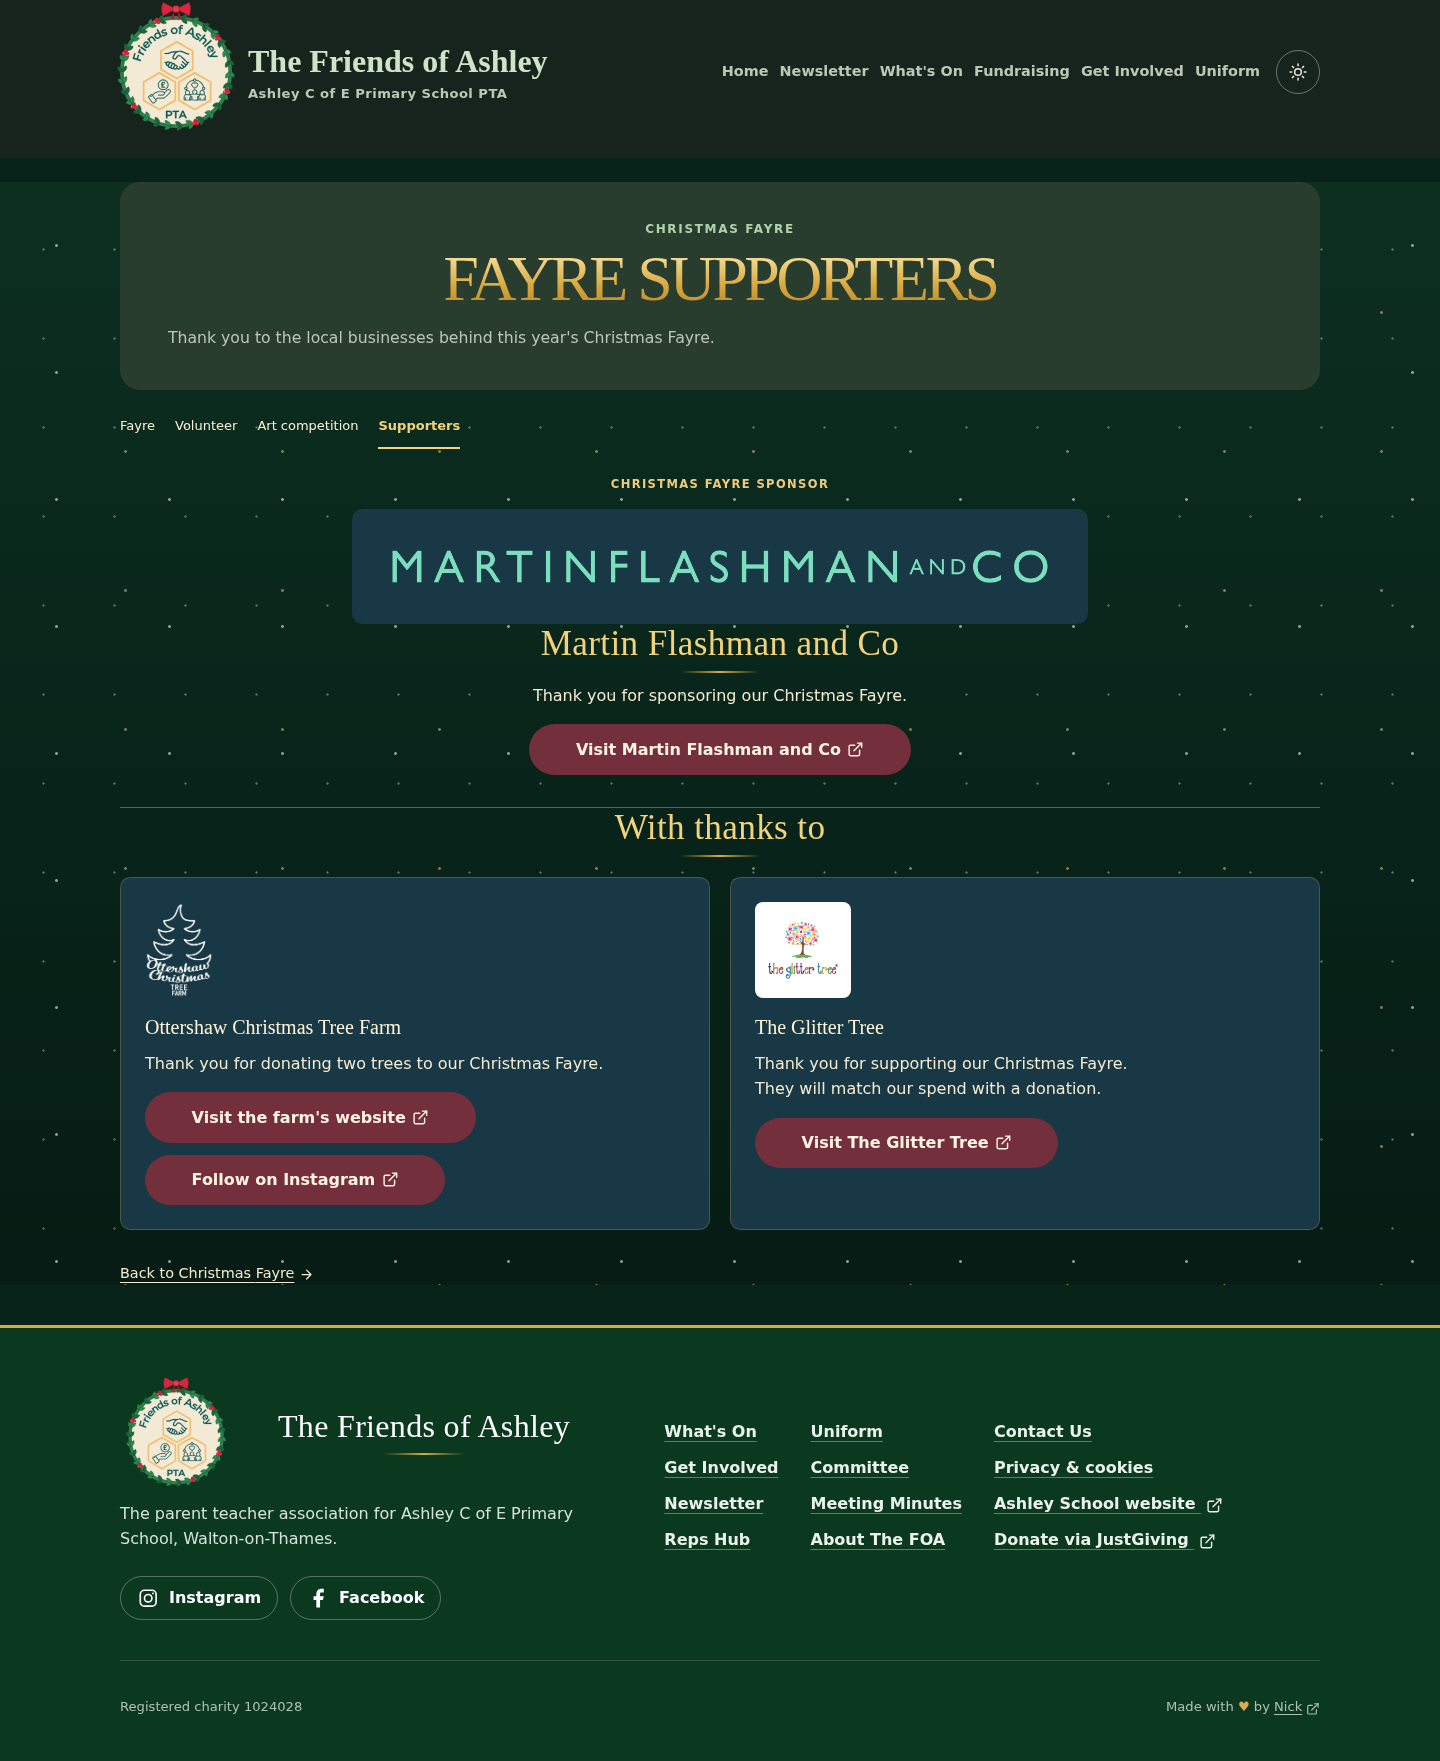 Friends of Ashley
PTA
The Friends of Ashley
Ashley C of E Primary School PTA
Home Newsletter What's On Fundraising Get Involved Uniform
CHRISTMAS FAYRE
FAYRE SUPPORTERS
Thank you to the local businesses behind this year's Christmas Fayre.
Fayre Volunteer Art competition Supporters
CHRISTMAS FAYRE SPONSOR
MARTINFLASHMAN AND CO
Martin Flashman and Co
Thank you for sponsoring our Christmas Fayre.
Visit Martin Flashman and Co
With thanks to
Ottershaw
Christmas
TREE
FARM
Ottershaw Christmas Tree Farm
Thank you for donating two trees to our Christmas Fayre.
Visit the farm's website
Follow on Instagram
the glitter tree
The Glitter Tree
Thank you for supporting our Christmas Fayre.
They will match our spend with a donation.
Visit The Glitter Tree
Back to Christmas Fayre
Friends of Ashley
PTA
The Friends of Ashley
The parent teacher association for Ashley C of E Primary
School, Walton-on-Thames.
Instagram Facebook
What's On
Get Involved
Newsletter
Reps Hub
Uniform
Committee
Meeting Minutes
About The FOA
Contact Us
Privacy & cookies
Ashley School website
Donate via JustGiving
Registered charity 1024028
Made with ♥ by Nick